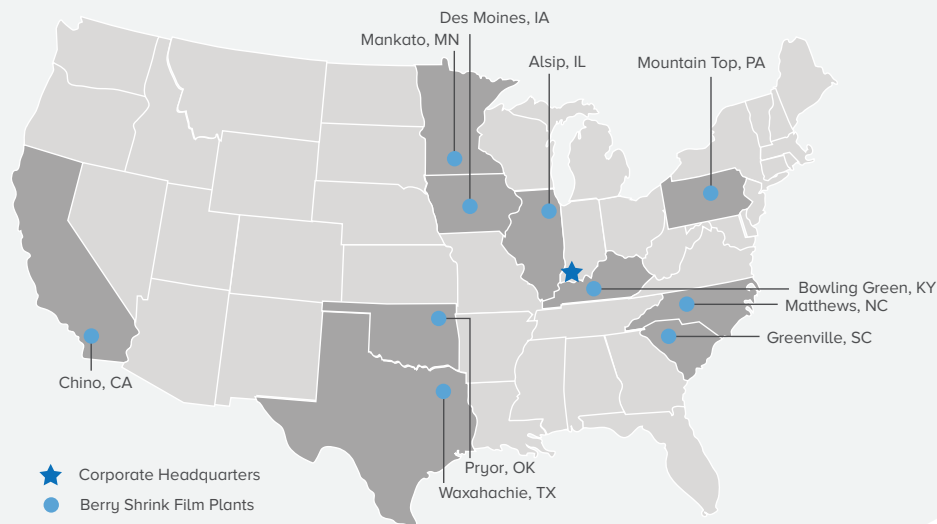 Des Moines, IA
Mankato, MN
Alsip, IL
Mountain Top, PA
Bowling Green, KY
Matthews, NC
Greenville, SC
Chino, CA
Pryor, OK
Waxahachie, TX
Corporate Headquarters
Berry Shrink Film Plants